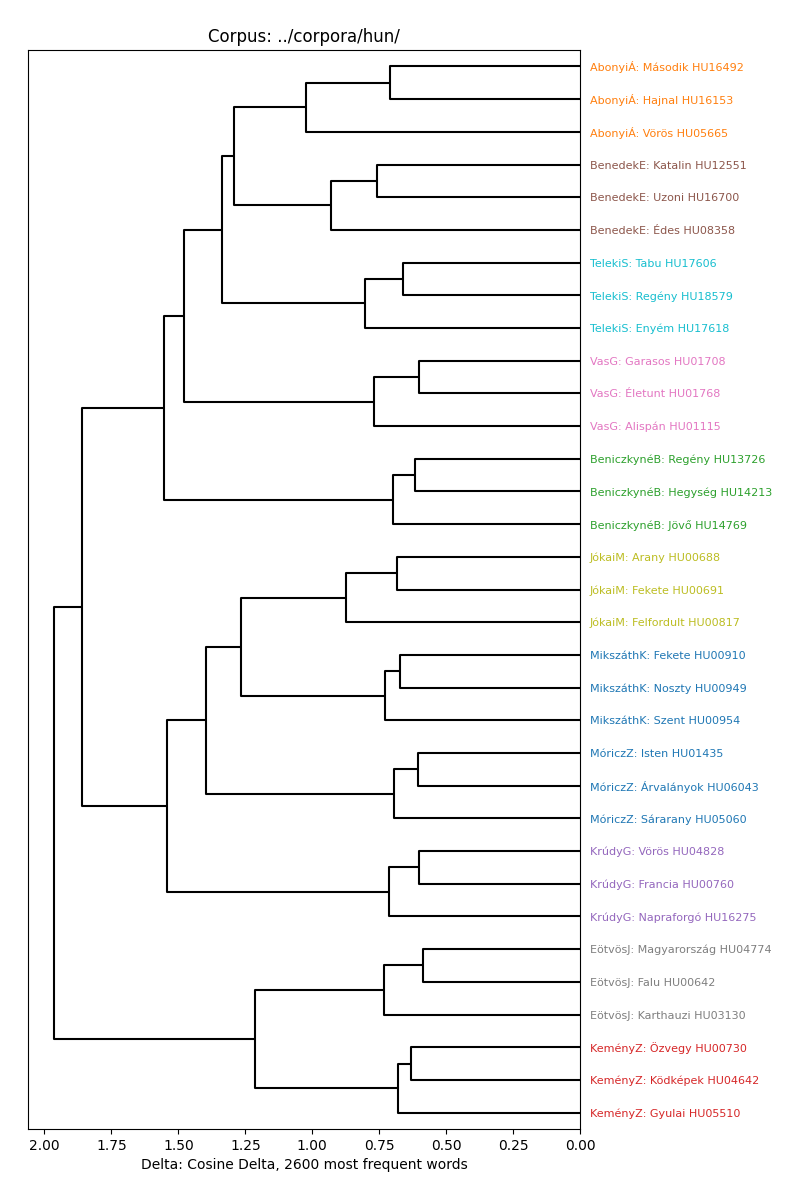 Corpus: ../corpora/hun/
AbonyiÁ: Második HU16492
AbonyiÁ: Hajnal HU16153
AbonyiÁ: Vörös HU05665
BenedekE: Katalin HU12551
BenedekE: Uzoni HU16700
BenedekE: Édes HU08358
TelekiS: Tabu HU17606
TelekiS: Regény HU18579
TelekiS: Enyém HU17618
VasG: Garasos HU01708
VasG: Életunt HU01768
VasG: Alispán HU01115
BeniczkynéB: Regény HU13726
BeniczkynéB: Hegység HU14213
BeniczkynéB: Jövő HU14769
JókaiM: Arany HU00688
JókaiM: Fekete HU00691
JókaiM: Felfordult HU00817
MikszáthK: Fekete HU00910
MikszáthK: Noszty HU00949
MikszáthK: Szent HU00954
MóriczZ: Isten HU01435
MóriczZ: Árvalányok HU06043
MóriczZ: Sárarany HU05060
KrúdyG: Vörös HU04828
KrúdyG: Francia HU00760
KrúdyG: Napraforgó HU16275
EötvösJ: Magyarország HU04774
EötvösJ: Falu HU00642
EötvösJ: Karthauzi HU03130
KeményZ: Özvegy HU00730
KeményZ: Ködképek HU04642
KeményZ: Gyulai HU05510
2.00 1.75 1.50 1.25 1.00 0.75 0.50 0.25 0.00
Delta: Cosine Delta, 2600 most frequent words